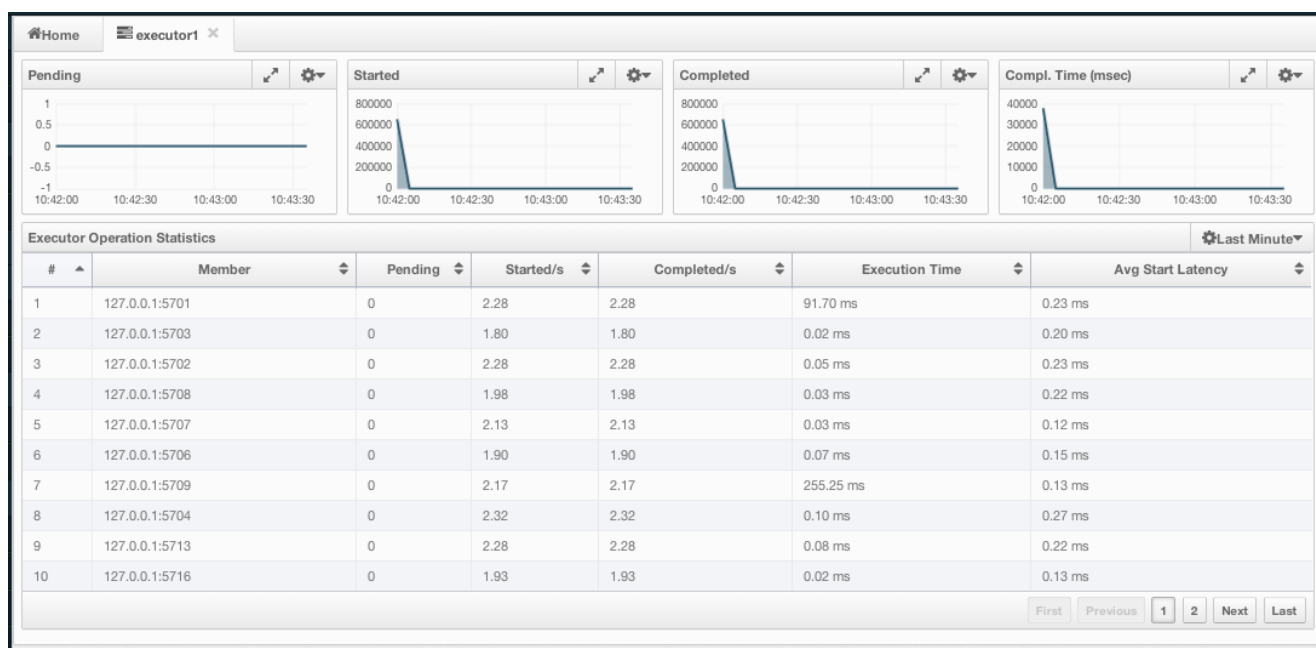 Home executor1
Pending Started Completed Compl. Time (msec)
1
0.5
0
-0.5
-1
10:42:00 10:42:30 10:43:00 10:43:30
800000
600000
400000
200000
0
10:42:00 10:42:30 10:43:00 10:43:30
800000
600000
400000
200000
0
10:42:00 10:42:30 10:43:00 10:43:30
40000
30000
20000
10000
0
10:42:00 10:42:30 10:43:00 10:43:30
Executor Operation Statistics Last Minute
# Member Pending Started/s Completed/s Execution Time Avg Start Latency
1 127.0.0.1:5701 0 2.28 2.28 91.70 ms 0.23 ms
2 127.0.0.1:5703 0 1.80 1.80 0.02 ms 0.20 ms
3 127.0.0.1:5702 0 2.28 2.28 0.05 ms 0.23 ms
4 127.0.0.1:5708 0 1.98 1.98 0.03 ms 0.22 ms
5 127.0.0.1:5707 0 2.13 2.13 0.03 ms 0.12 ms
6 127.0.0.1:5706 0 1.90 1.90 0.07 ms 0.15 ms
7 127.0.0.1:5709 0 2.17 2.17 255.25 ms 0.13 ms
8 127.0.0.1:5704 0 2.32 2.32 0.10 ms 0.27 ms
9 127.0.0.1:5713 0 2.28 2.28 0.08 ms 0.22 ms
10 127.0.0.1:5716 0 1.93 1.93 0.02 ms 0.13 ms
First Previous 1 2 Next Last